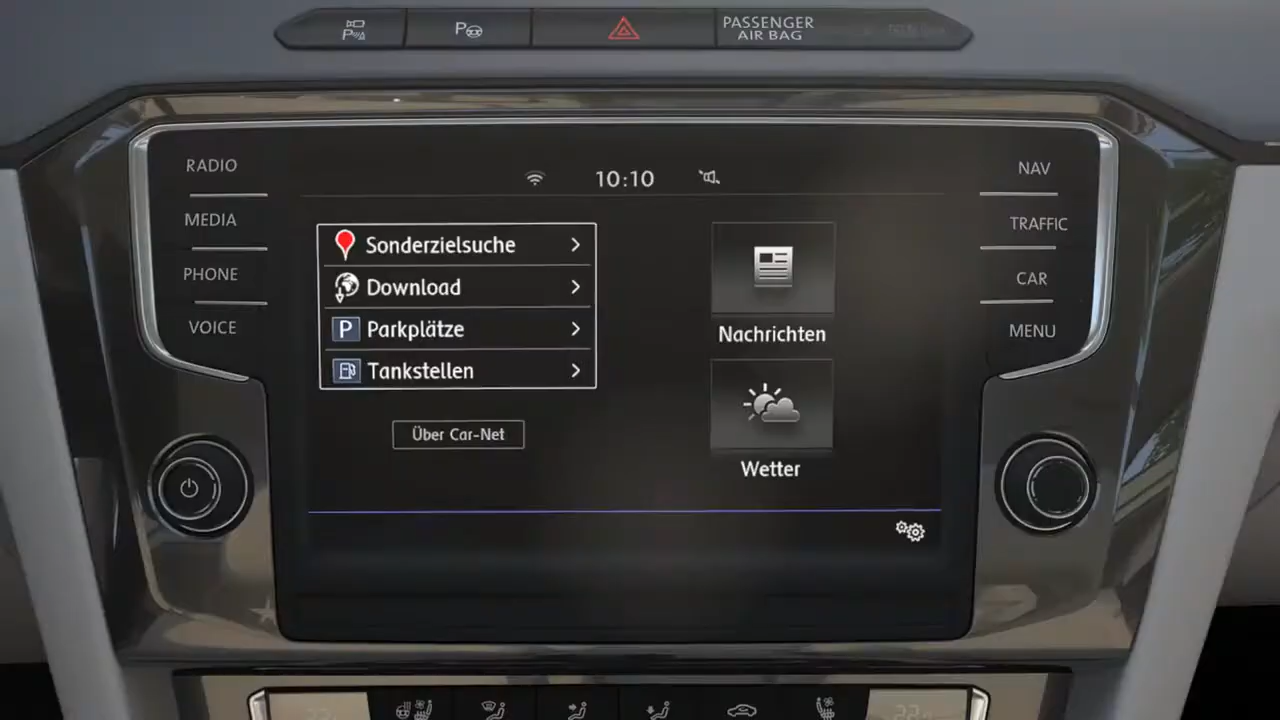 PASSENGER
AIR BAG
RADIO
MEDIA
PHONE
VOICE
10:10
NAV
TRAFFIC
CAR
MENU
Sonderzielsuche
Download
P Parkplätze
Tankstellen
Über Car-Net
Nachrichten
Wetter